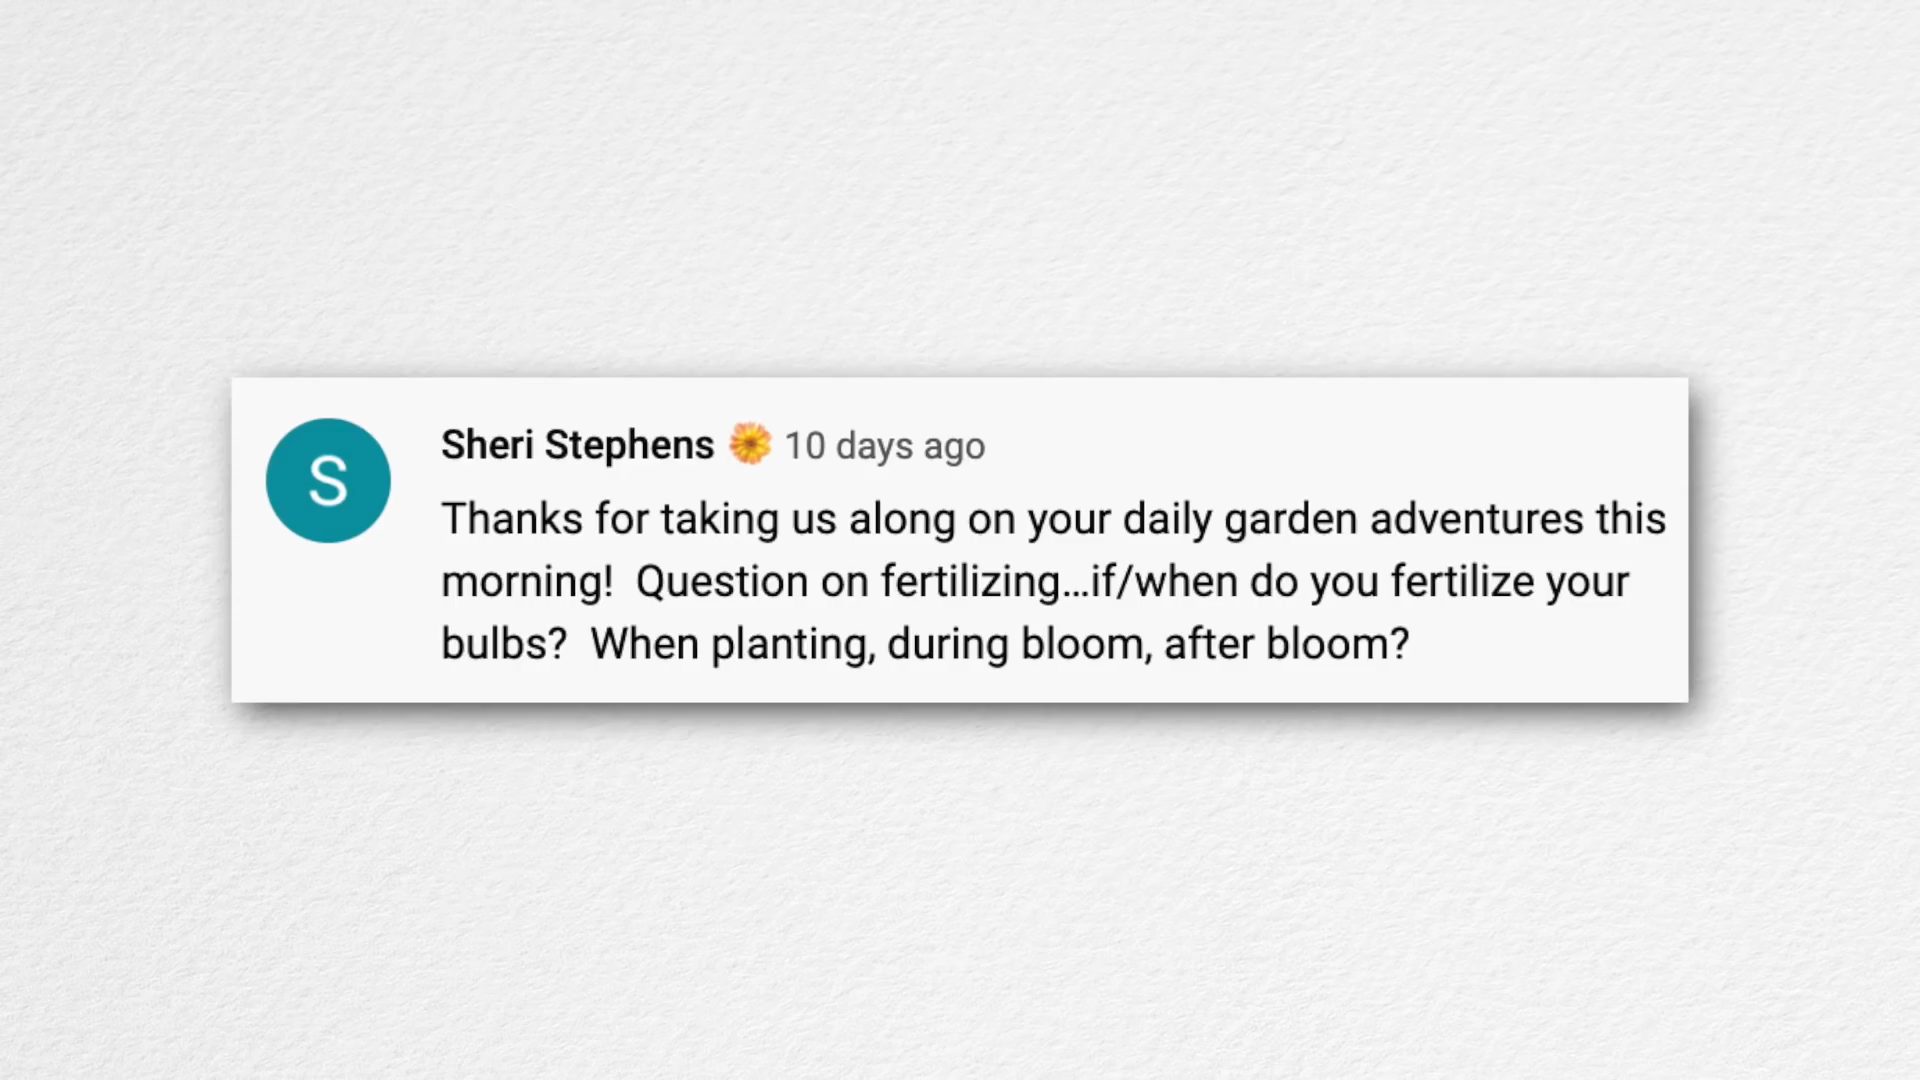 S
Sheri Stephens 10 days ago
Thanks for taking us along on your daily garden adventures this
morning!  Question on fertilizing...if/when do you fertilize your
bulbs?  When planting, during bloom, after bloom?